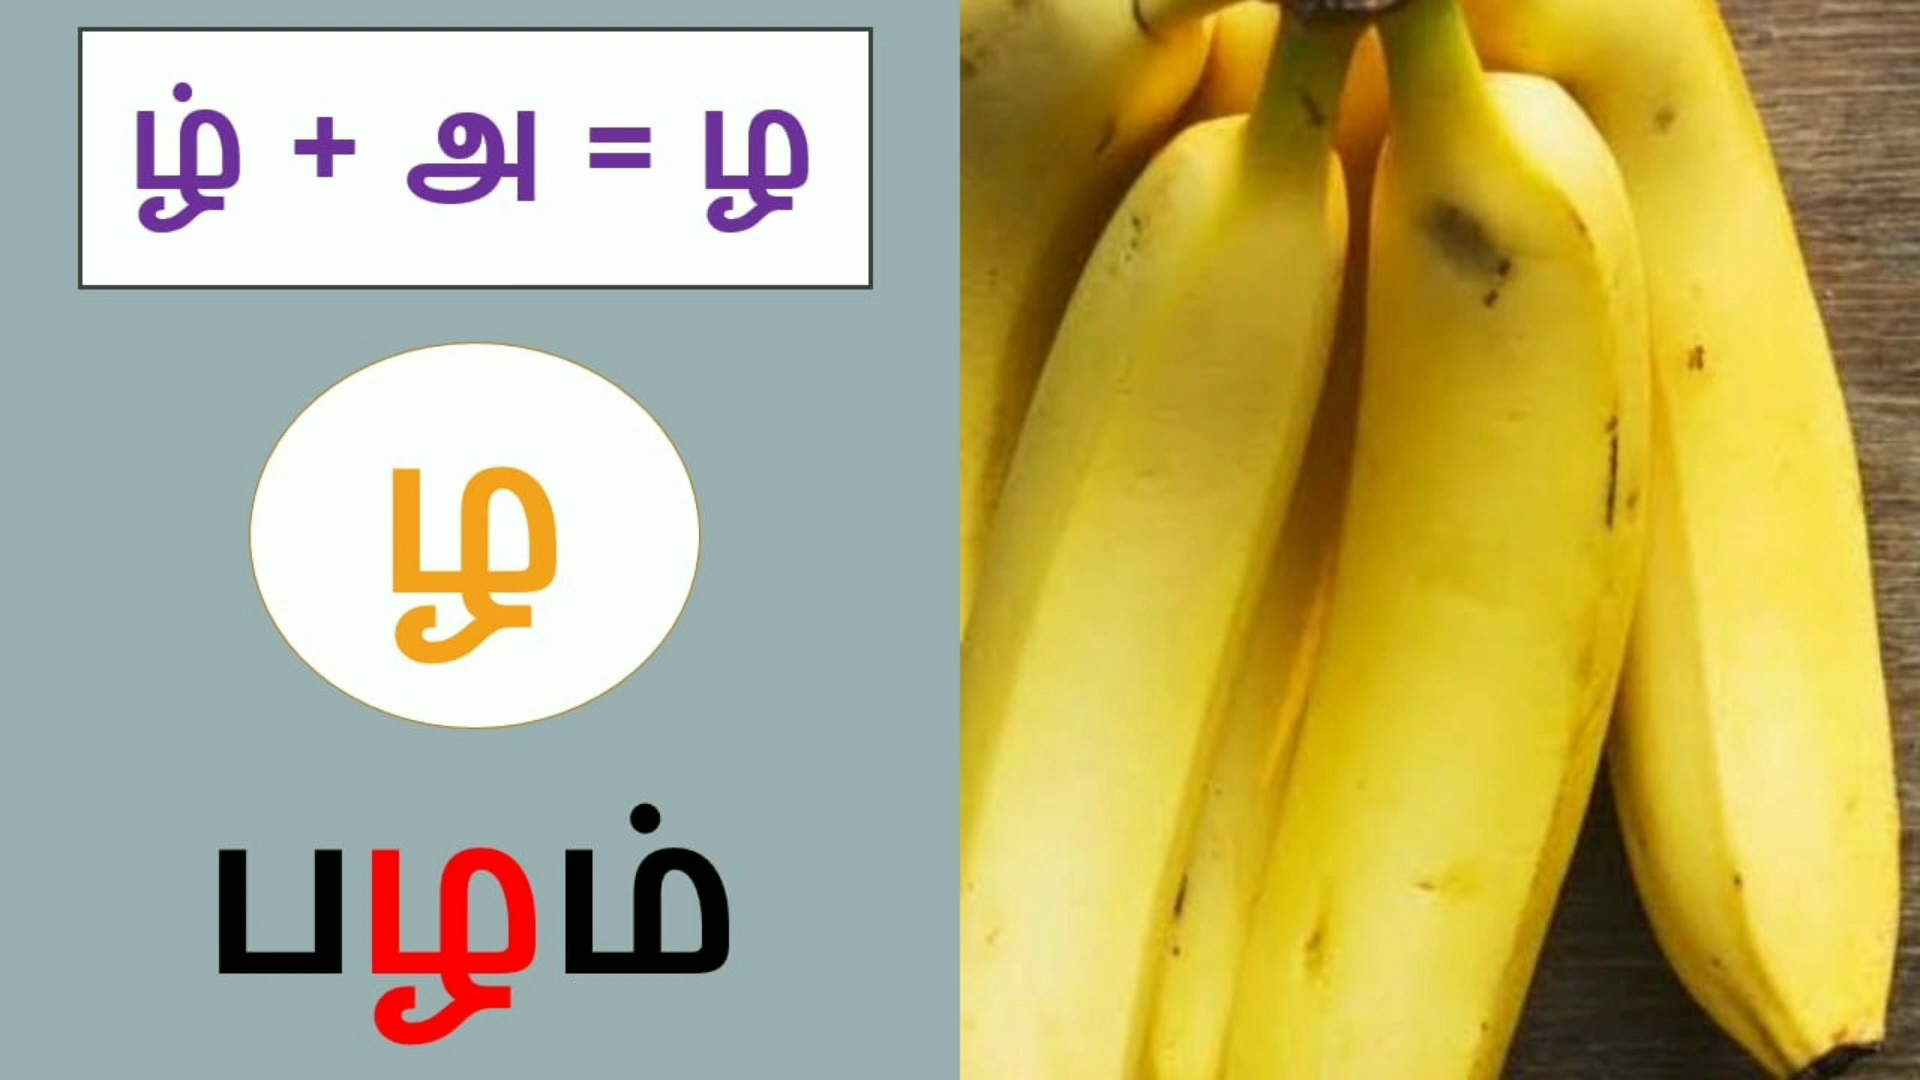 ழ் + அ = ழ
ழ
பழம்